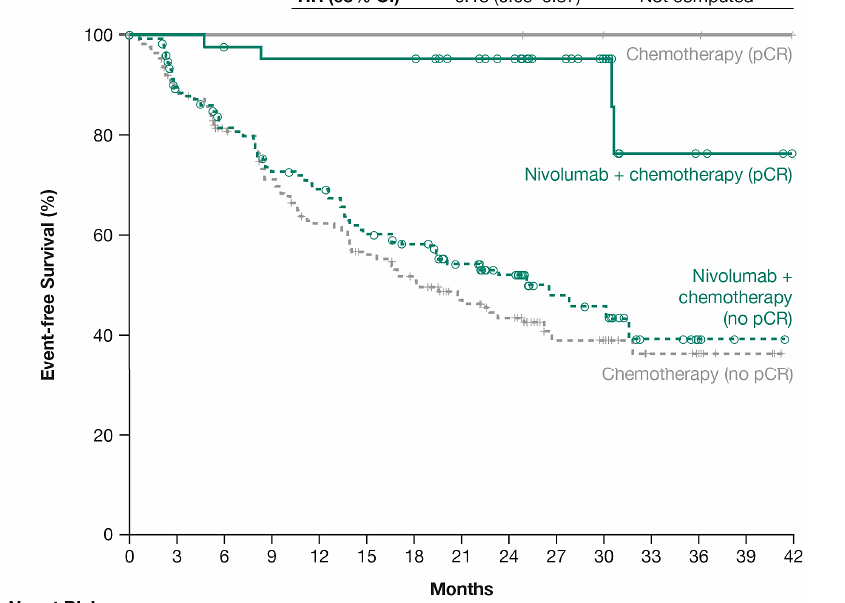 100
Chemotherapy (pCR)
80
Nivolumab + chemotherapy (pCR)
60
Nivolumab +
chemotherapy
(no pCR)
40
Chemotherapy (no pCR)
20
0
Event-free Survival (%)
0 3 6 9 12 15 18 21 24 27 30 33 36 39 42
Months